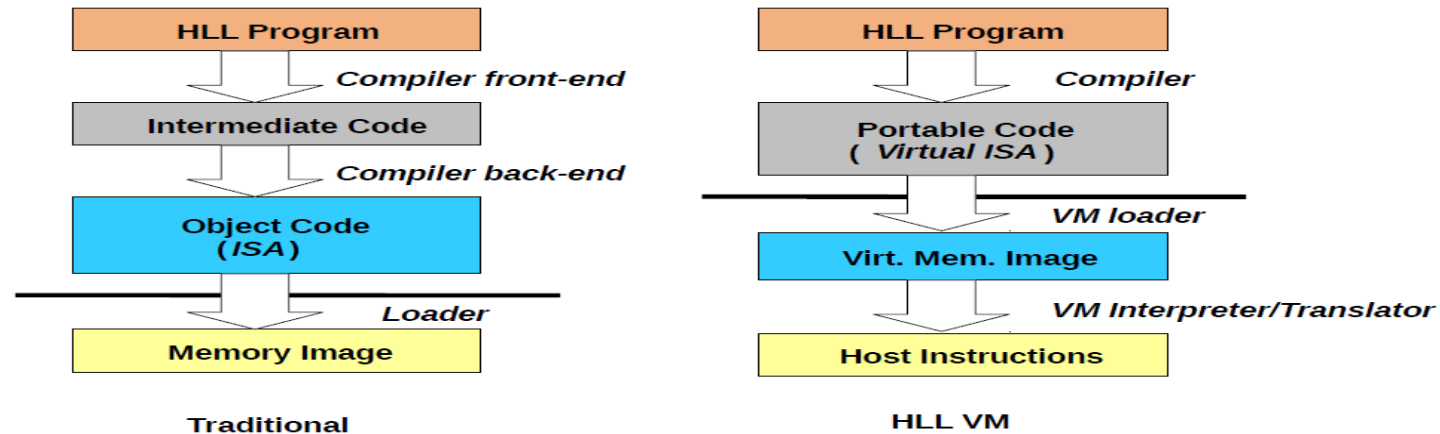 HLL Program
Compiler front-end
Intermediate Code
Compiler back-end
Object Code
(ISA)
Loader
Memory Image
Traditional
HLL Program
Compiler
Portable Code
( Virtual ISA )
VM loader
Virt. Mem. Image
VM Interpreter/Translator
Host Instructions
HLL VM